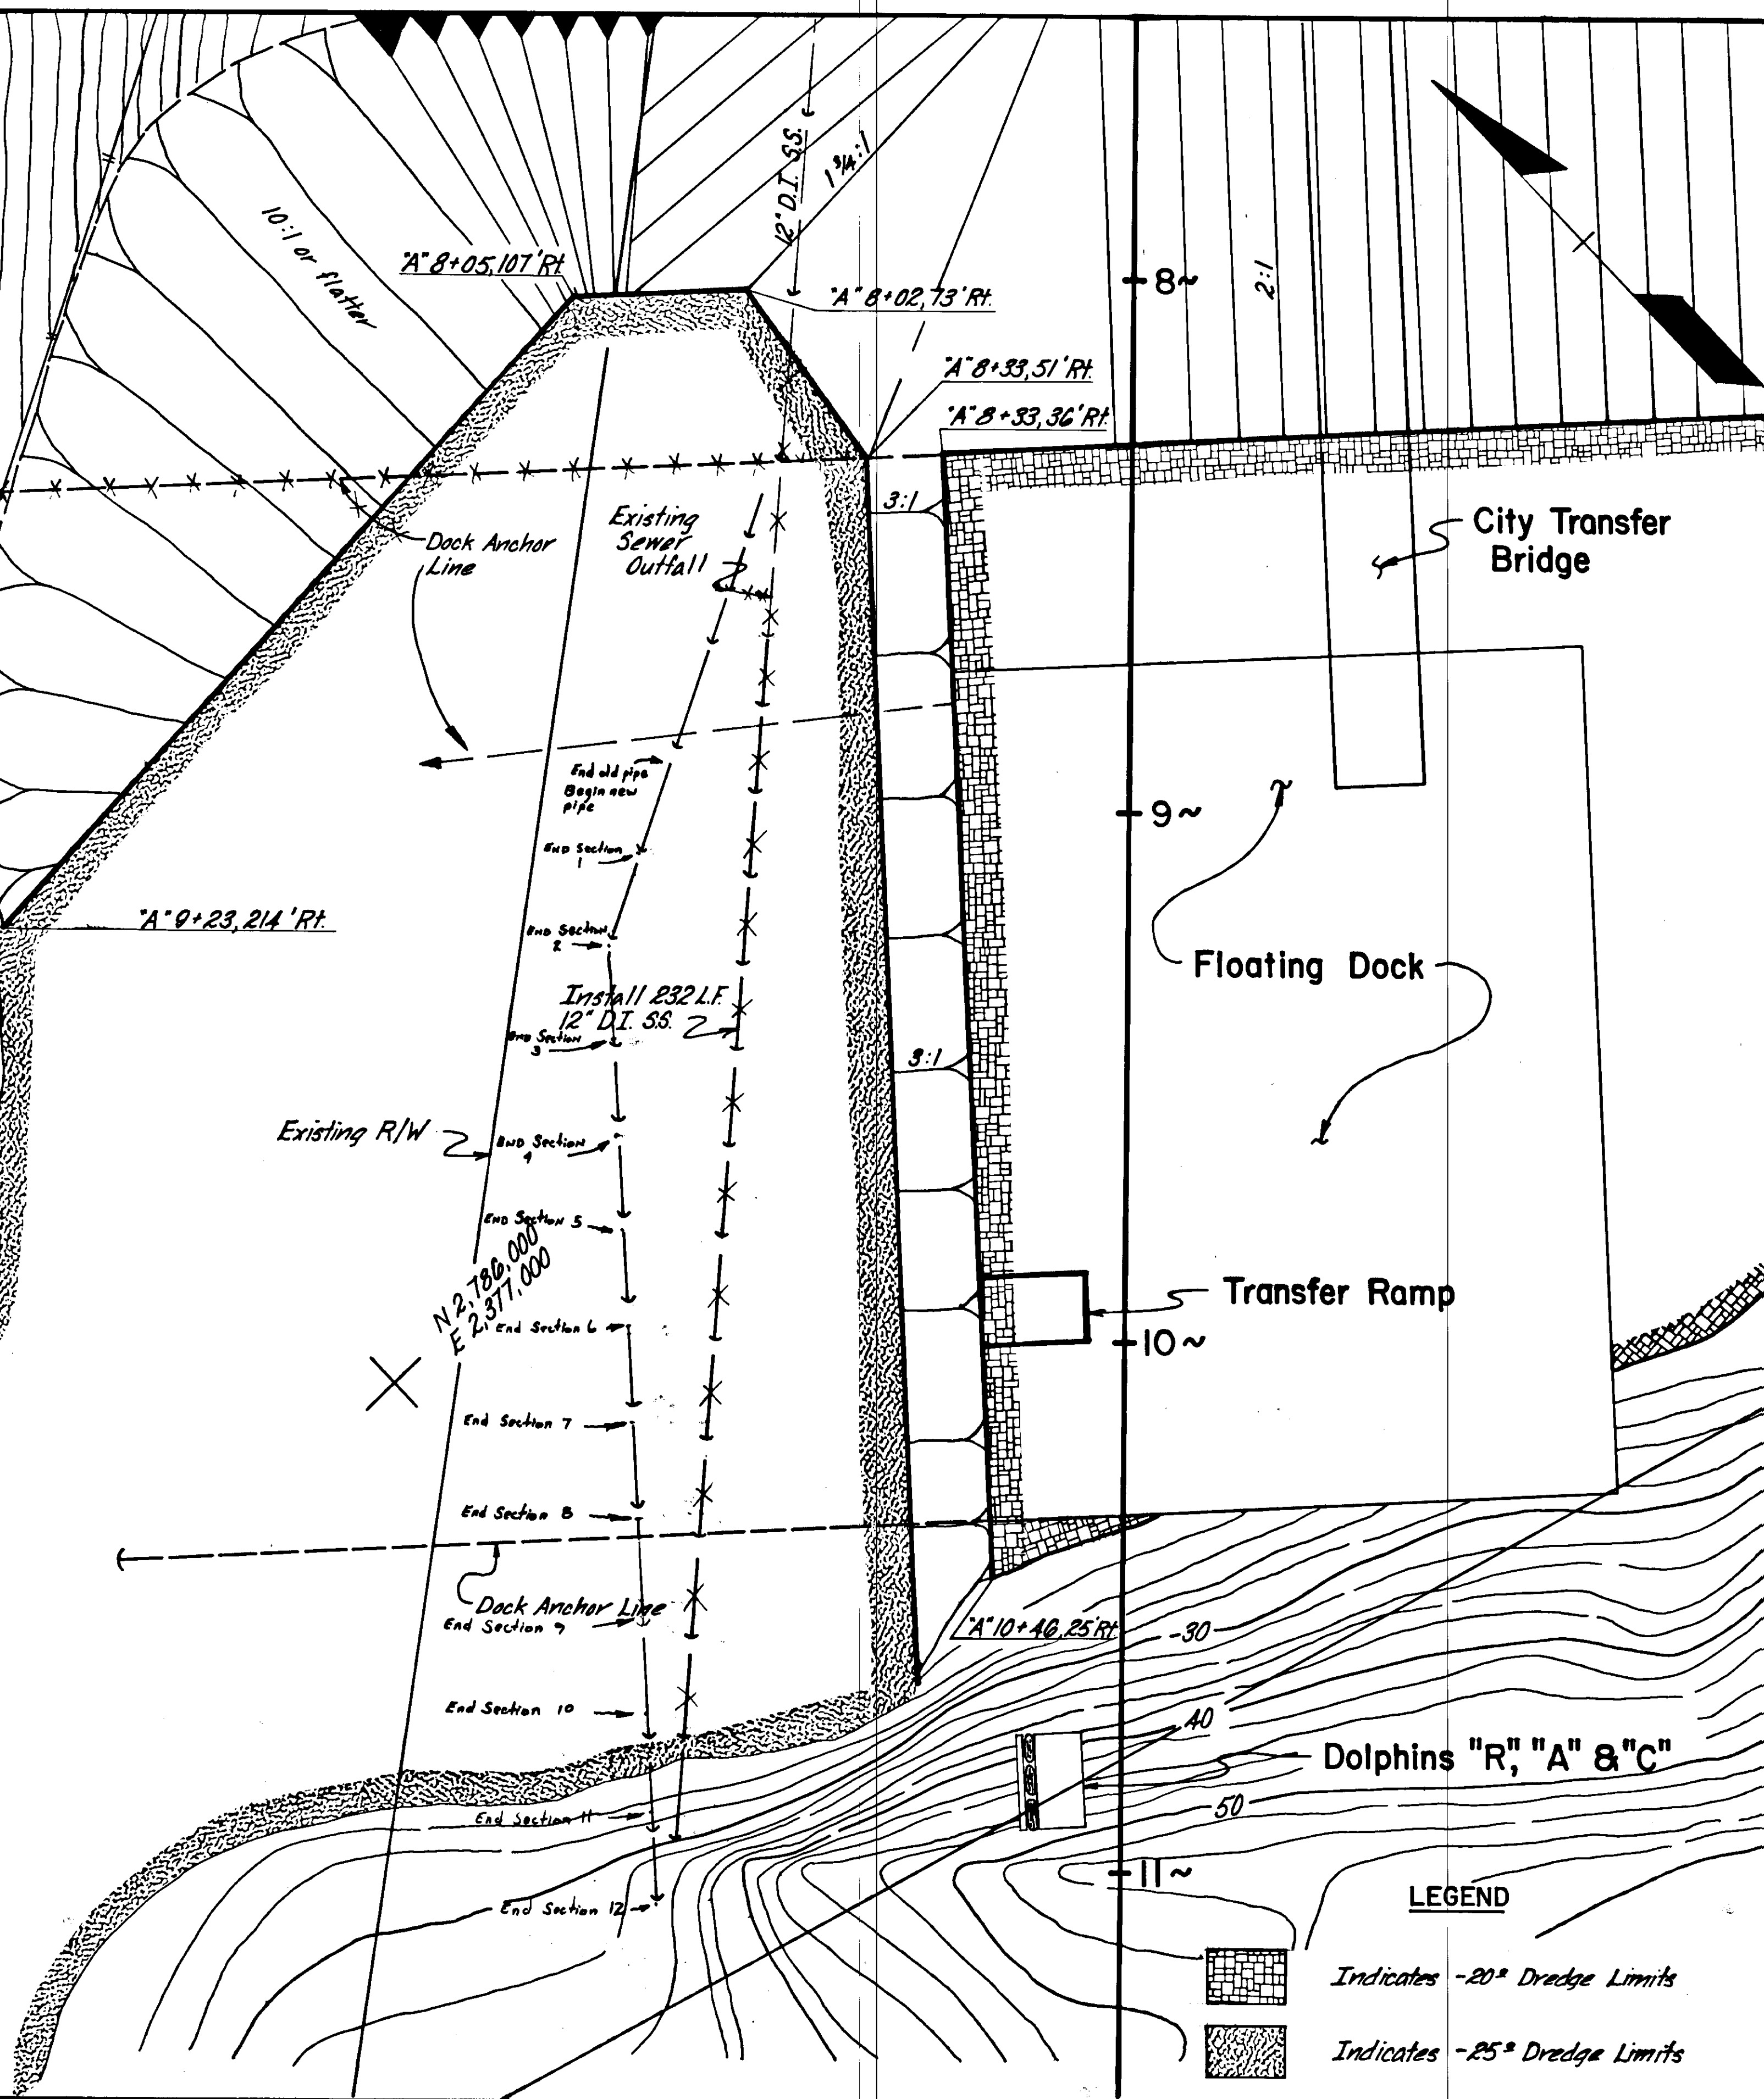 12" D.I. S.S.
1 3/4:1
10:1 or flatter
"A" 8+05, 107' Rt.
"A" 8+02, 73' Rt.
8~
2:1
"A" 8+33, 51' Rt.
"A" 8+33, 36' Rt.
3:1
Existing
Sewer
Outfall
Dock Anchor
Line
City Transfer
Bridge
End old pipe
Begin new
pipe
9~
End Section
1
"A" 9+23, 214' Rt.
End Section
2
Floating Dock
Install 232 L.F.
12" D.I. S.S.
End Section
3
3:1
Existing R/W
End Section
4
End Section 5
N 2,786,000
E 2,377,000
End Section 6
Transfer Ramp
10~
End Section 7
End Section 8
Dock Anchor Line
End Section 9
"A" 10+46, 25' Rt.
-30
End Section 10
40
Dolphins "R", "A" & "C"
50
End Section 11
11~
End Section 12
LEGEND
Indicates -20º Dredge Limits
Indicates -25º Dredge Limits